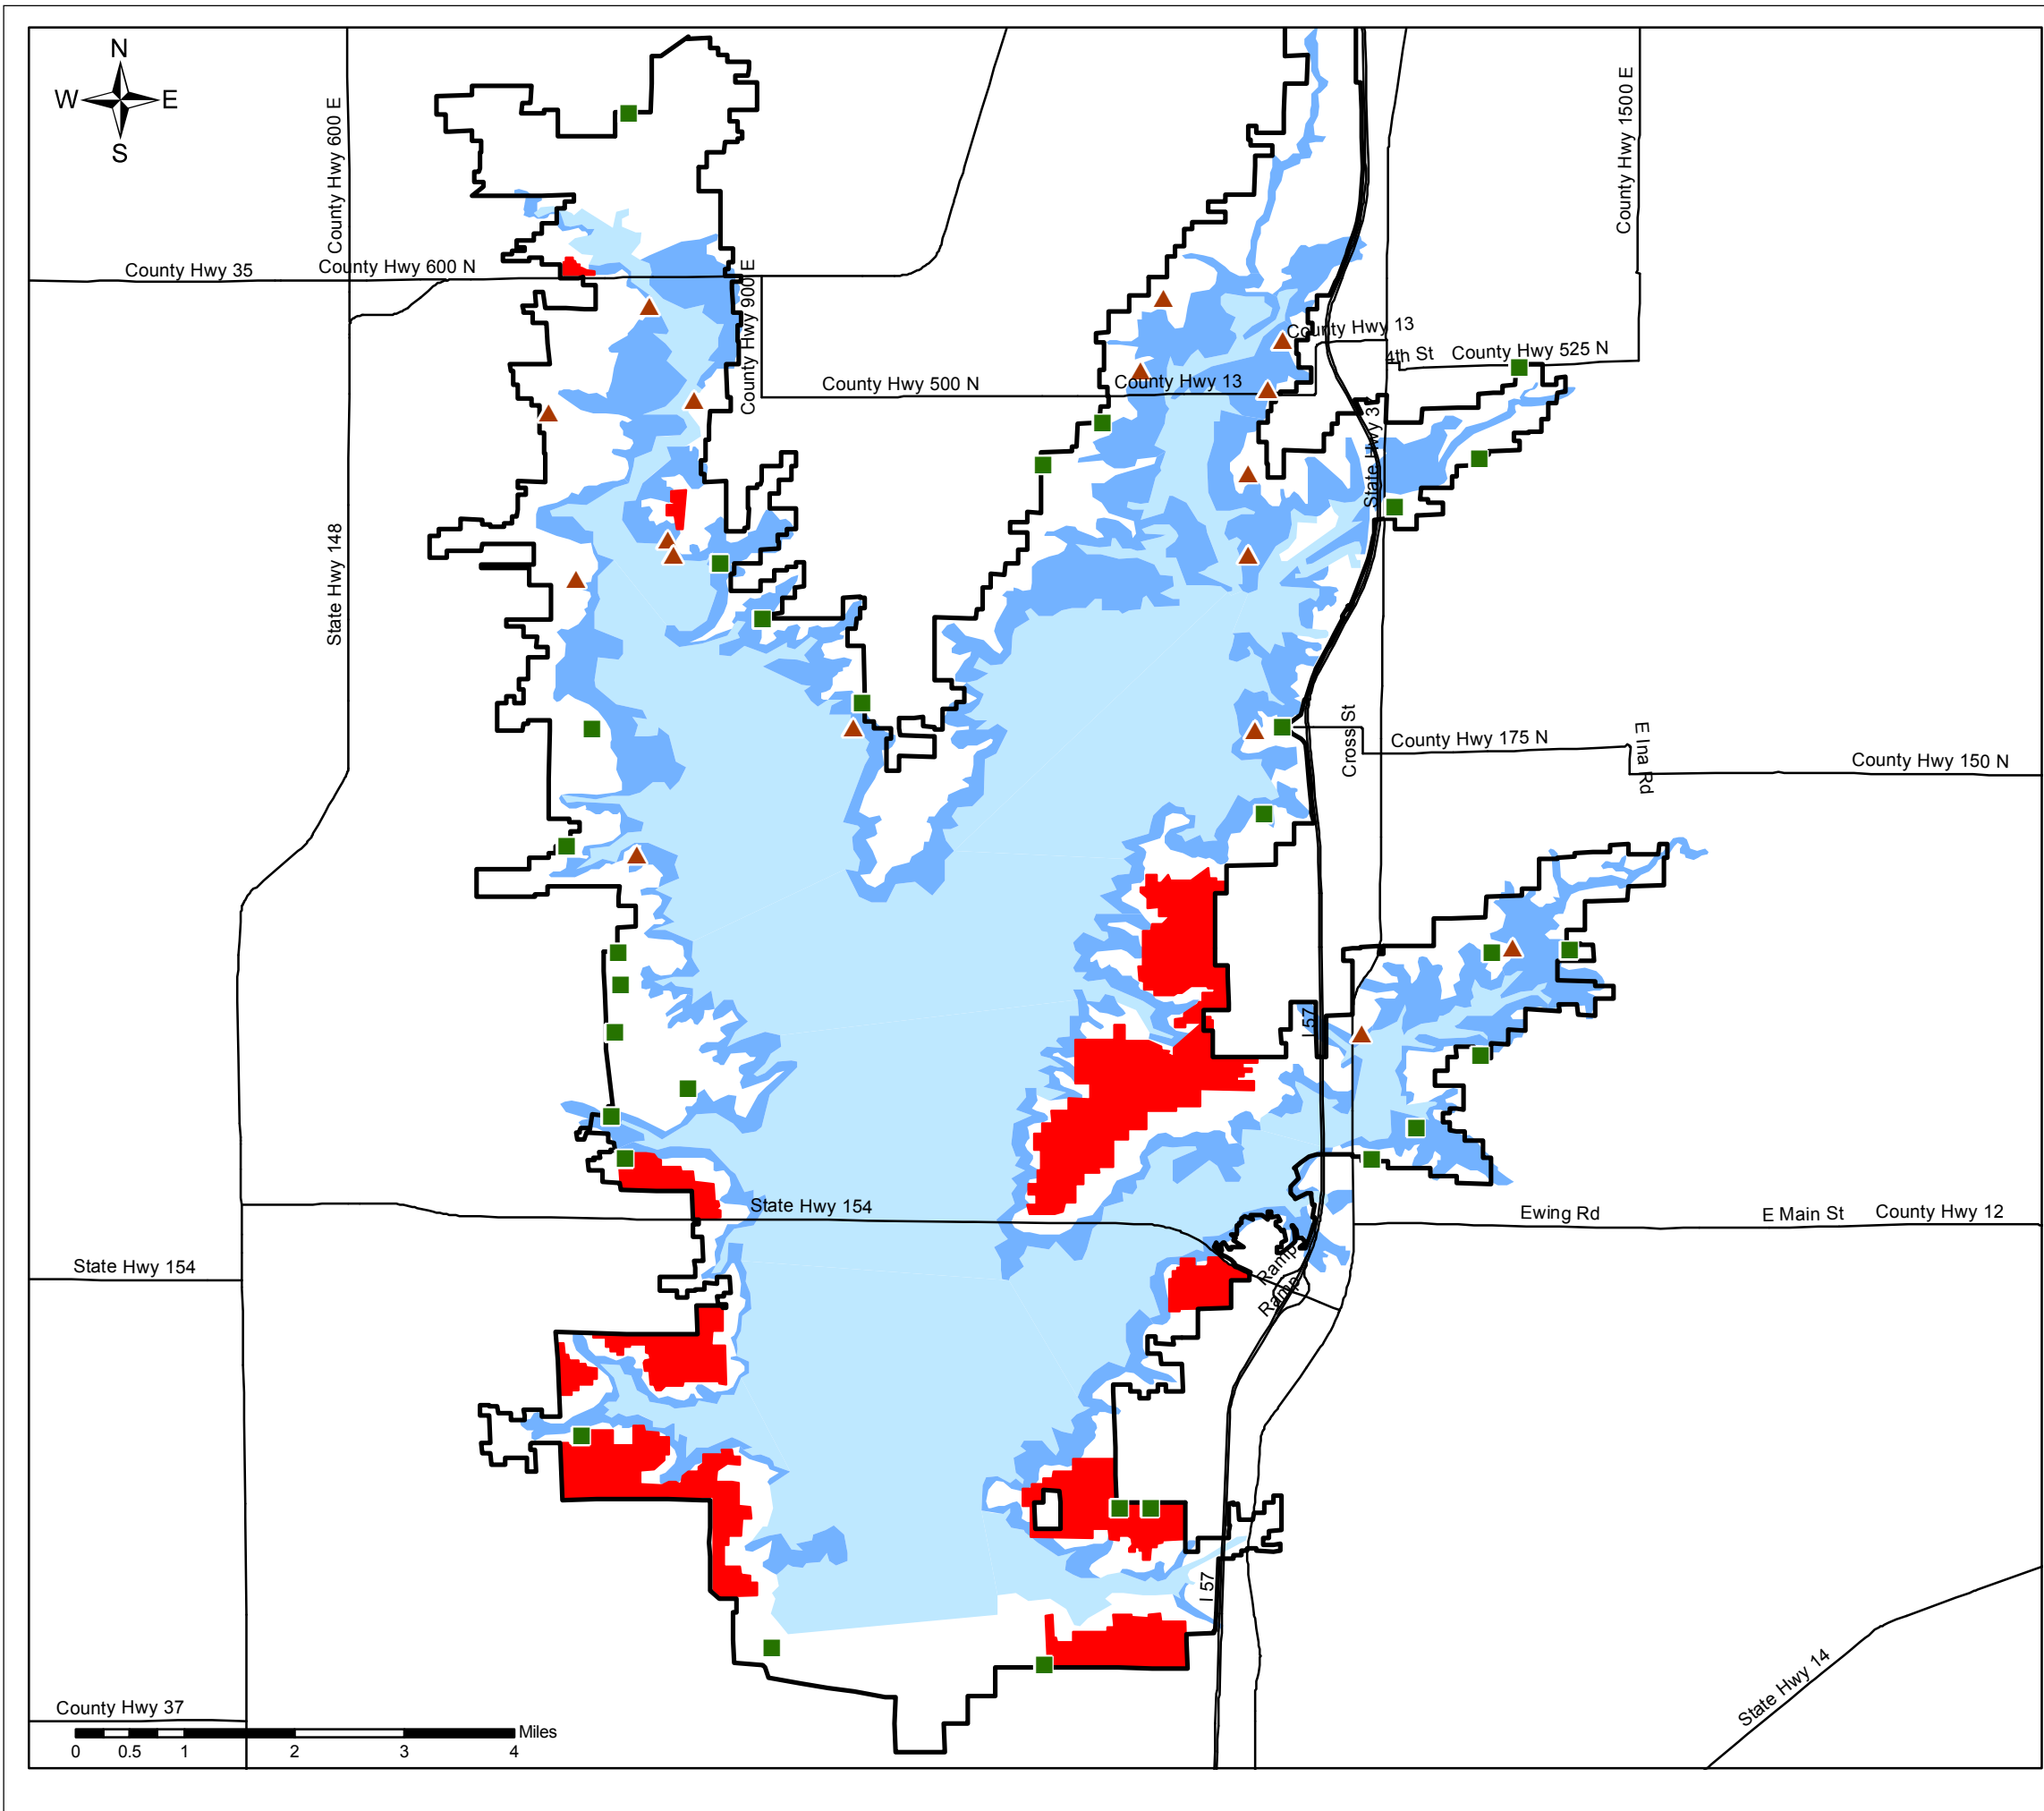 N
W E
S
County Hwy 600 E
County Hwy 1500 E
County Hwy 35
County Hwy 600 N
County Hwy 900 E
County Hwy 13
4th St
County Hwy 525 N
County Hwy 500 N
County Hwy 13
State Hwy 37
State Hwy 148
Cross St
County Hwy 175 N
E Ina Rd
County Hwy 150 N
I 57
State Hwy 154
Ewing Rd
E Main St
County Hwy 12
State Hwy 154
Ramp
Ramp
I 57
State Hwy 14
County Hwy 37
Miles
0 0.5 1 2 3 4